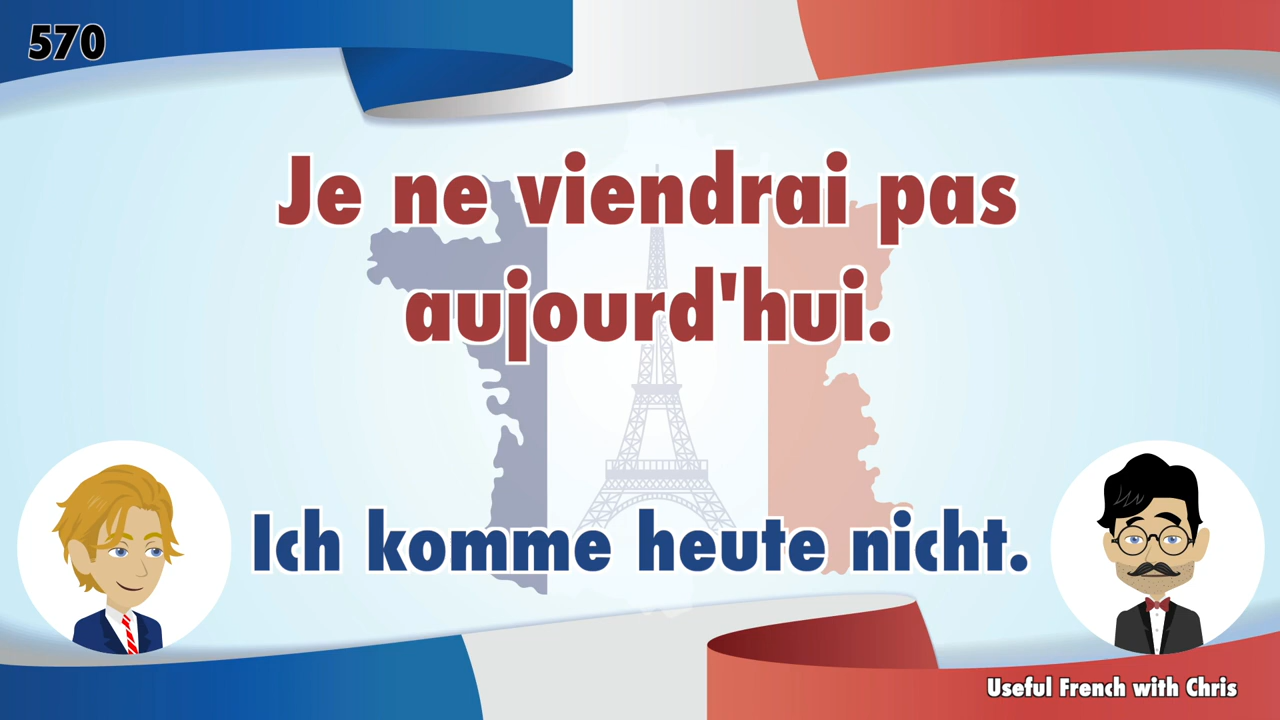 570
Je ne viendrai pas
aujourd'hui.
Ich komme heute nicht.
Useful French with Chris